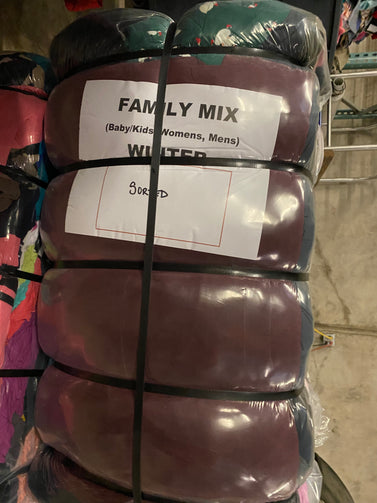 FAMILY MIX
(Baby/Kids, Womens, Mens)
WINTER
SORTED